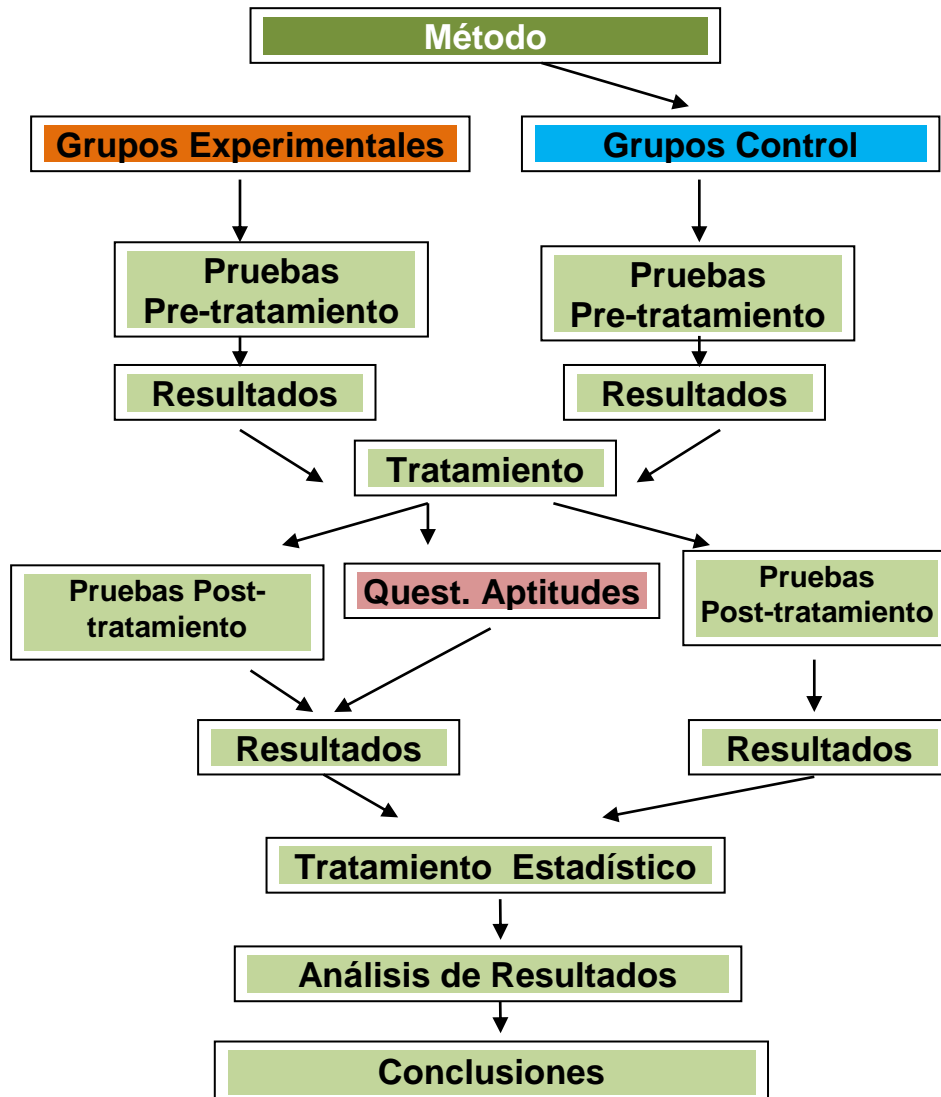 Método
Grupos Experimentales
Grupos Control
Pruebas
Pre-tratamiento
Pruebas
Pre-tratamiento
Resultados
Resultados
Tratamiento
Pruebas Post-
tratamiento
Quest. Aptitudes
Pruebas
Post-tratamiento
Resultados
Resultados
Tratamiento  Estadístico
Análisis de Resultados
Conclusiones